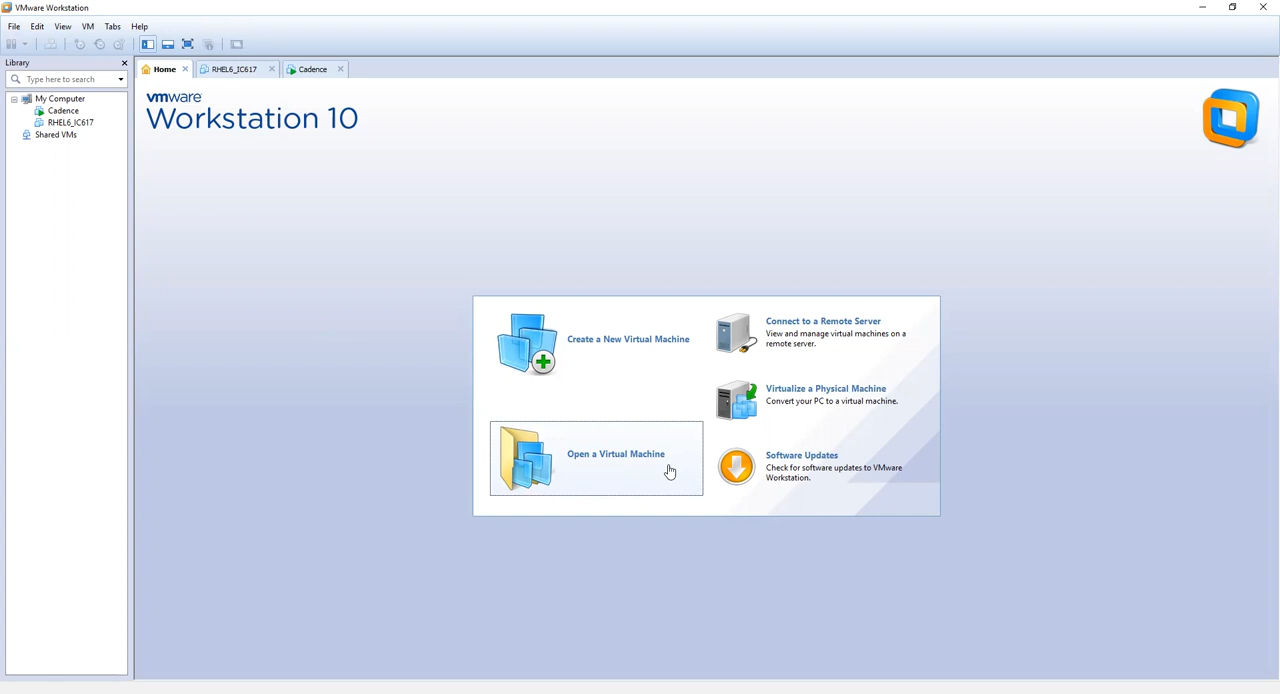 VMware Workstation
File Edit View VM Tabs Help
Library
Type here to search
My Computer
Cadence
RHEL6_IC617
Shared VMs
Home RHEL6_IC617 Cadence
vmware
Workstation 10
Create a New Virtual Machine
Open a Virtual Machine
Connect to a Remote Server
View and manage virtual machines on a
remote server.
Virtualize a Physical Machine
Convert your PC to a virtual machine.
Software Updates
Check for software updates to VMware
Workstation.